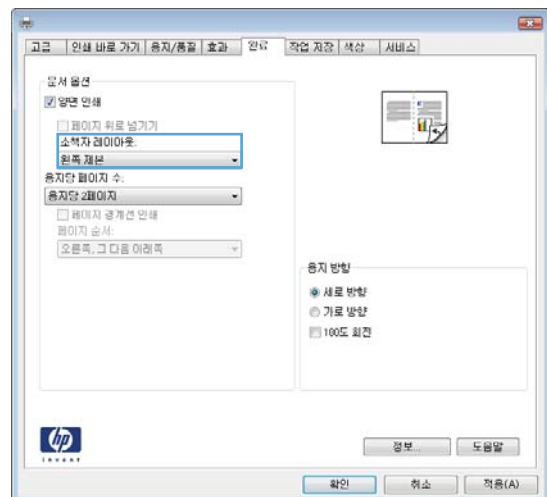 고급 인쇄 바로 가기 용지/품질 효과 완료 작업 저장 색상 서비스
문서 옵션
양면 인쇄
페이지 위로 넘기기
소책자 레이아웃:
왼쪽 제본
용지당 페이지 수:
용지당 2페이지
페이지 경계선 인쇄
페이지 순서:
오른쪽, 그 다음 아래쪽
용지 방향
세로 방향
가로 방향
180도 회전
hp
invent
정보... 도움말
확인 취소 적용(A)